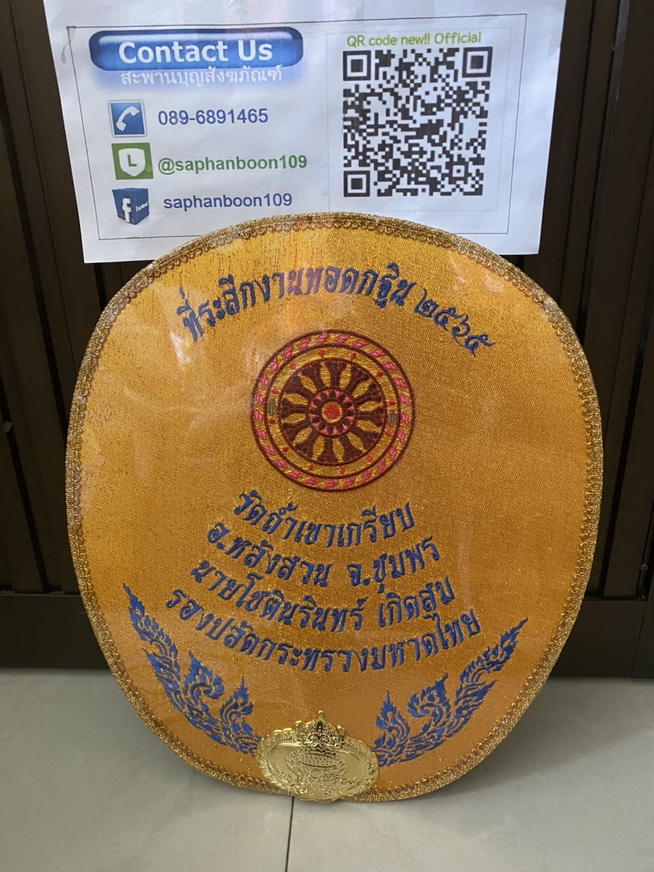 Contact Us
สะพานบุญสังฆภัณฑ์
089-6891465
@saphanboon109
saphanboon109
QR code new!! Official
ที่ระลึกงานทอดกฐิน ๒๕๖๕
วัดถ้ำเขาเกรียบ
อ.หลังสวน จ.ชุมพร
นายโชตินรินทร์ เกิดสม
รองปลัดกระทรวงมหาดไทย